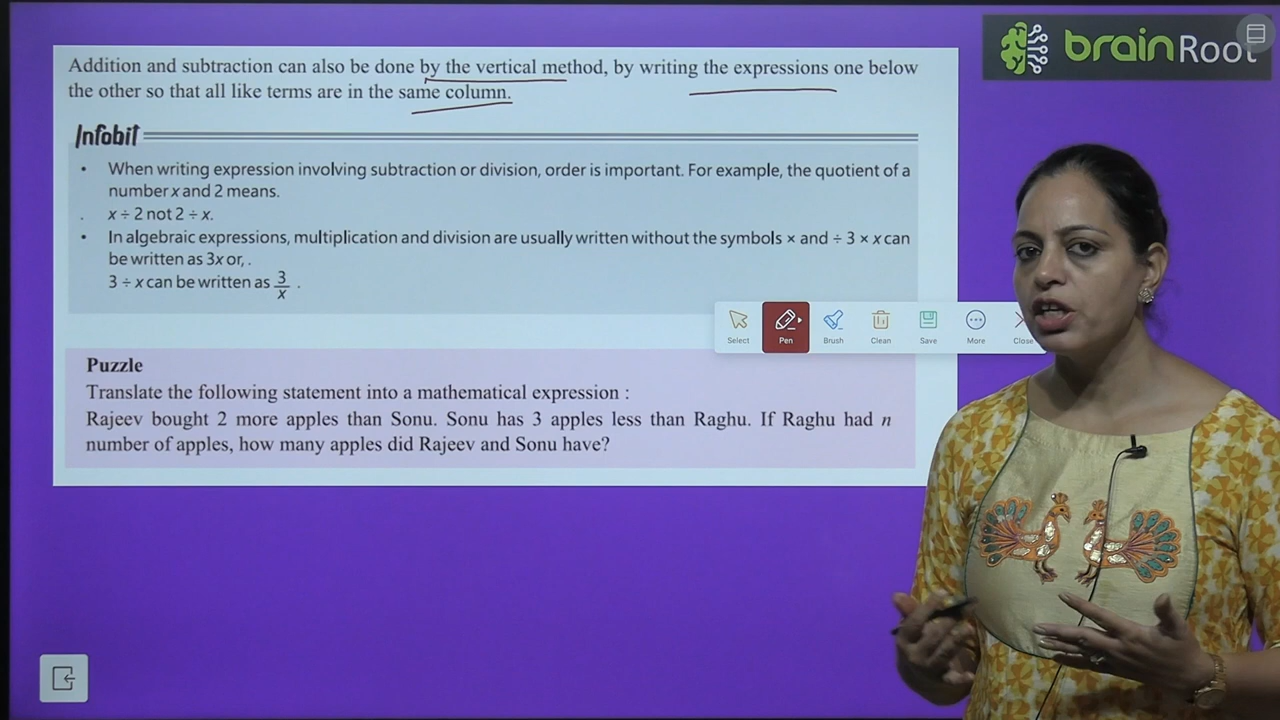 brainRoot
Addition and subtraction can also be done by the vertical method, by writing the expressions one below
the other so that all like terms are in the same column.
Infobit
• When writing expression involving subtraction or division, order is important. For example, the quotient of a
number x and 2 means.
. x ÷ 2 not 2 ÷ x.
• In algebraic expressions, multiplication and division are usually written without the symbols × and ÷ 3 × x can
be written as 3x or, .
3 ÷ x can be written as 3/x .
Select Pen Brush Clean Save More Close
Puzzle
Translate the following statement into a mathematical expression :
Rajeev bought 2 more apples than Sonu. Sonu has 3 apples less than Raghu. If Raghu had n
number of apples, how many apples did Rajeev and Sonu have?